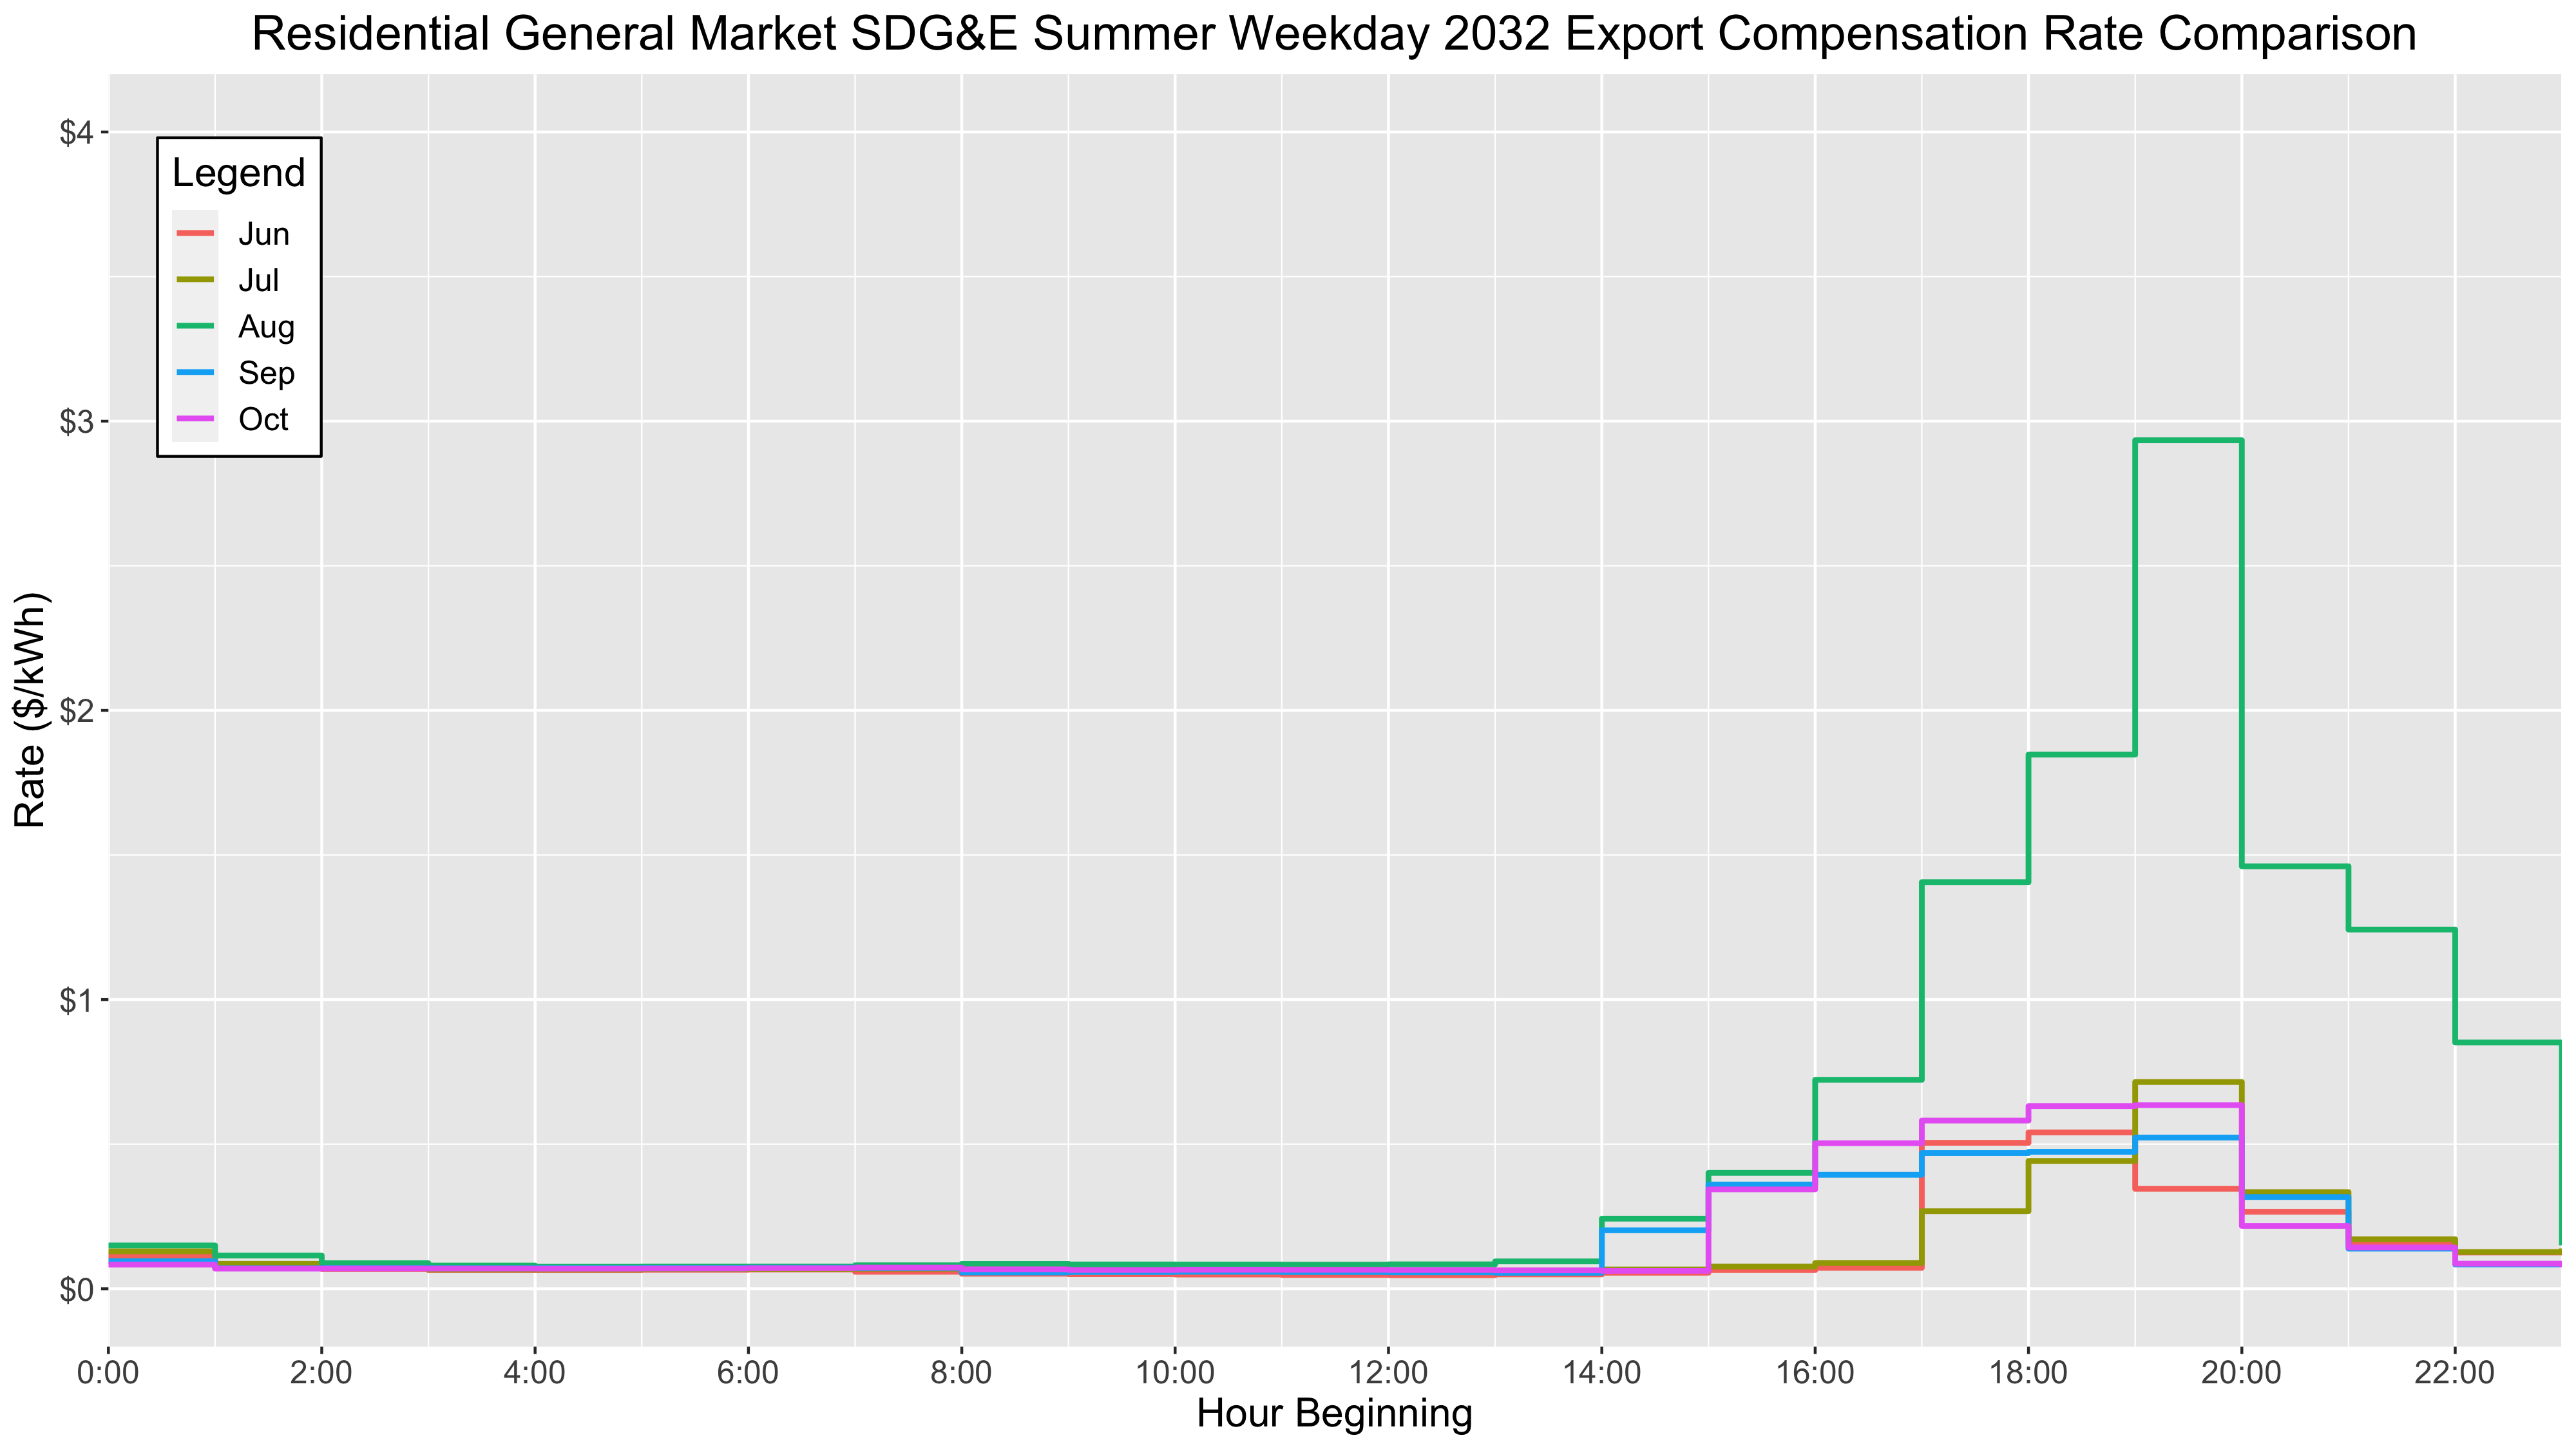 Residential General Market SDG&E Summer Weekday 2032 Export Compensation Rate Comparison
$4
$3
$2
$1
$0
Rate ($/kWh)
Legend
Jun
Jul
Aug
Sep
Oct
0:00 2:00 4:00 6:00 8:00 10:00 12:00 14:00 16:00 18:00 20:00 22:00
Hour Beginning